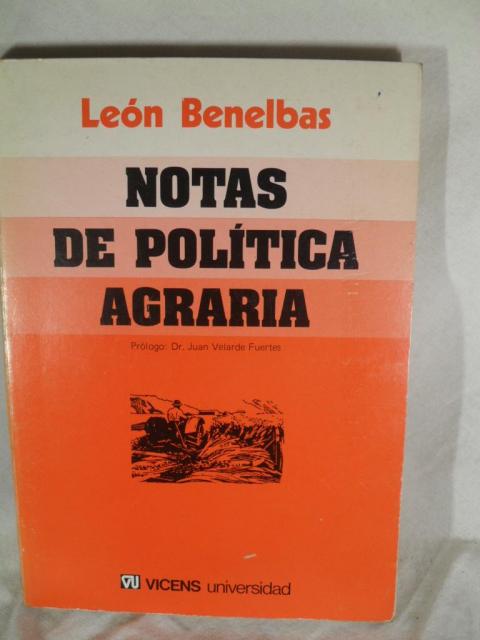 León Benelbas
NOTAS
DE POLÍTICA
AGRARIA
Prólogo: Dr. Juan Velarde Fuertes
VU VICENS universidad